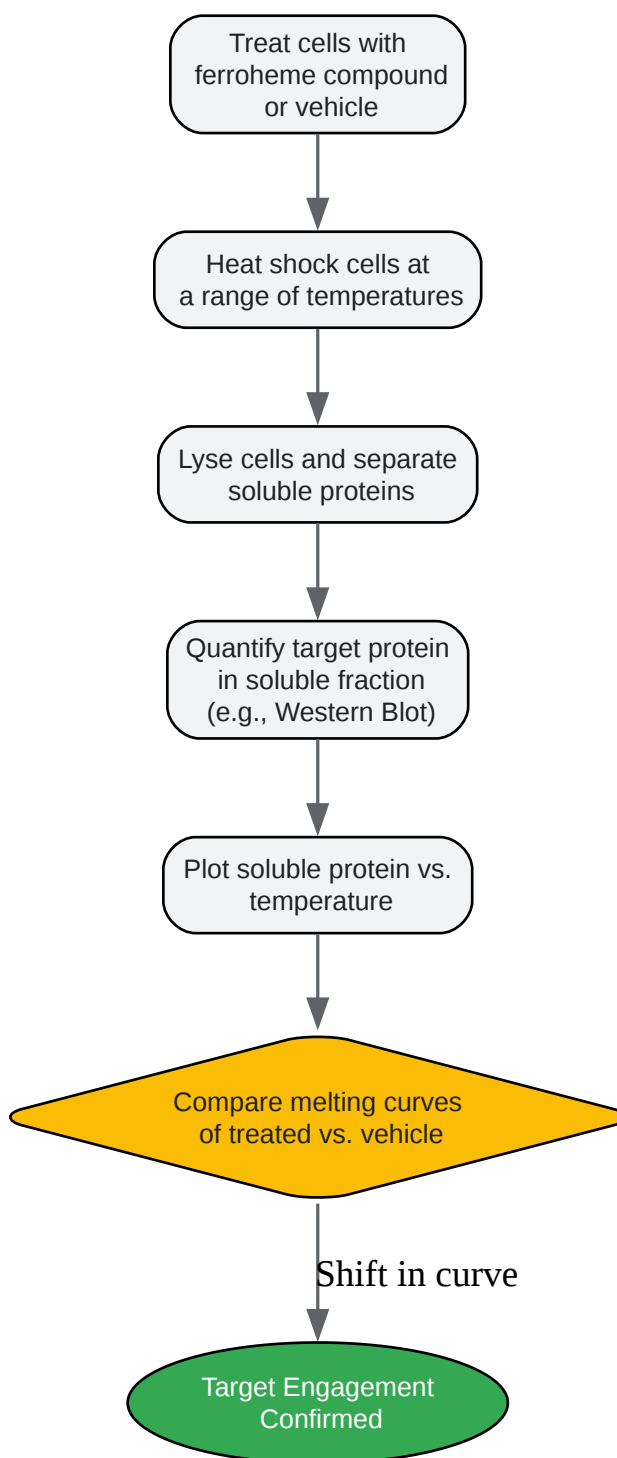 Treat cells with
ferroheme compound
or vehicle
Heat shock cells at
a range of temperatures
Lyse cells and separate
soluble proteins
Quantify target protein
in soluble fraction
(e.g., Western Blot)
Plot soluble protein vs.
temperature
Compare melting curves
of treated vs. vehicle
Shift in curve
Target Engagement
Confirmed